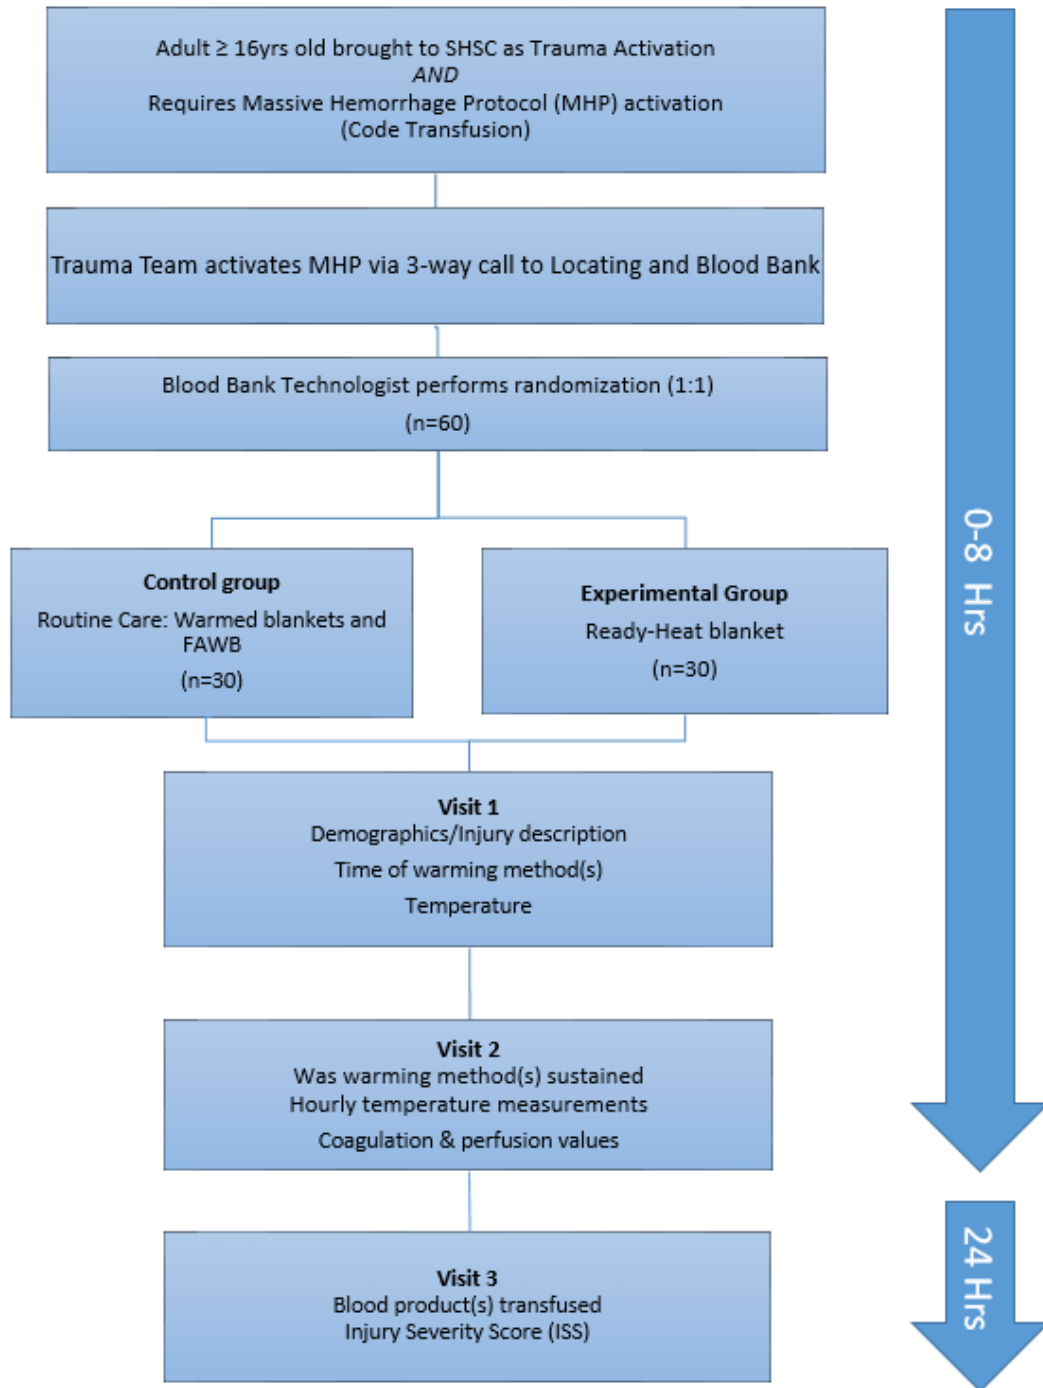 Adult ≥ 16yrs old brought to SHSC as Trauma Activation
AND
Requires Massive Hemorrhage Protocol (MHP) activation
(Code Transfusion)
Trauma Team activates MHP via 3-way call to Locating and Blood Bank
Blood Bank Technologist performs randomization (1:1)
(n=60)
Control group
Routine Care: Warmed blankets and
FAWB
(n=30)
Experimental Group
Ready-Heat blanket
(n=30)
Visit 1
Demographics/Injury description
Time of warming method(s)
Temperature
Visit 2
Was warming method(s) sustained
Hourly temperature measurements
Coagulation & perfusion values
Visit 3
Blood product(s) transfused
Injury Severity Score (ISS)
0-8 Hrs
24 Hrs